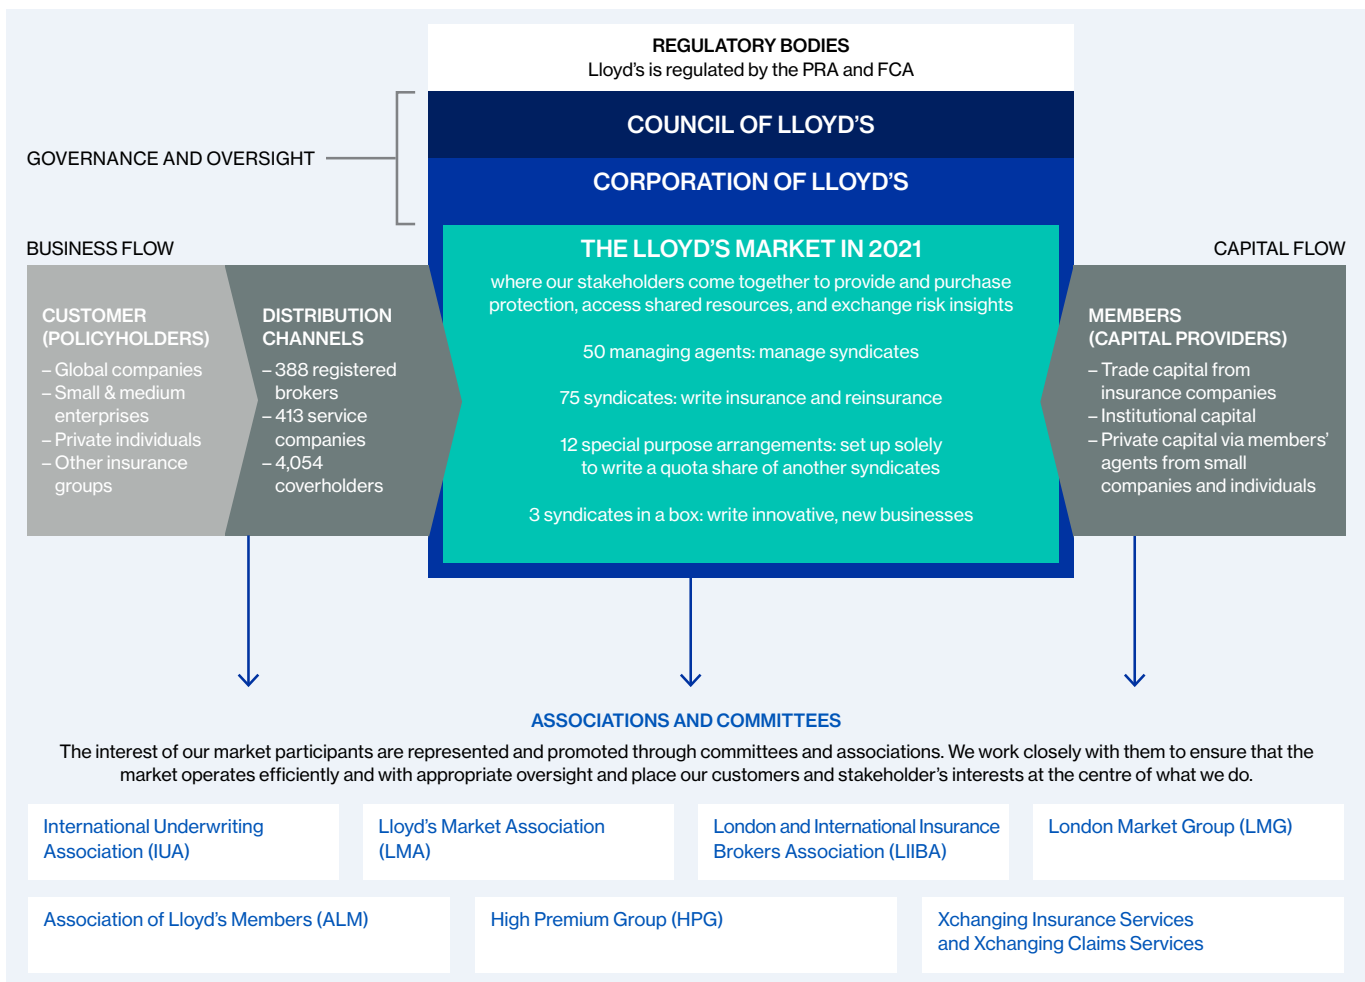 REGULATORY BODIES
Lloyd’s is regulated by the PRA and FCA
COUNCIL OF LLOYD’S
GOVERNANCE AND OVERSIGHT
CORPORATION OF LLOYD’S
BUSINESS FLOW
CAPITAL FLOW
CUSTOMER
(POLICYHOLDERS)
– Global companies
– Small & medium
enterprises
– Private individuals
– Other insurance
groups
DISTRIBUTION
CHANNELS
– 388 registered
brokers
– 413 service
companies
– 4,054
coverholders
THE LLOYD’S MARKET IN 2021
where our stakeholders come together to provide and purchase
protection, access shared resources, and exchange risk insights
50 managing agents: manage syndicates
75 syndicates: write insurance and reinsurance
12 special purpose arrangements: set up solely
to write a quota share of another syndicates
3 syndicates in a box: write innovative, new businesses
MEMBERS
(CAPITAL PROVIDERS)
– Trade capital from
insurance companies
– Institutional capital
– Private capital via members’
agents from small
companies and individuals
ASSOCIATIONS AND COMMITTEES
The interest of our market participants are represented and promoted through committees and associations. We work closely with them to ensure that the
market operates efficiently and with appropriate oversight and place our customers and stakeholder’s interests at the centre of what we do.
International Underwriting
Association (IUA)
Lloyd’s Market Association
(LMA)
London and International Insurance
Brokers Association (LIIBA)
London Market Group (LMG)
Association of Lloyd’s Members (ALM)
High Premium Group (HPG)
Xchanging Insurance Services
and Xchanging Claims Services